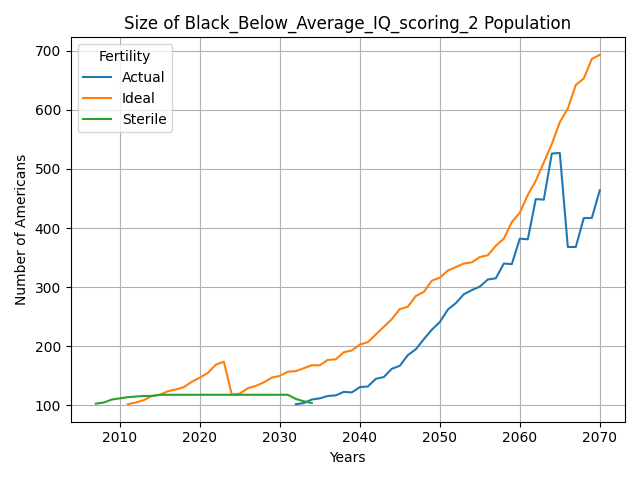 Size of Black_Below_Average_IQ_scoring_2 Population
Number of Americans
700
600
500
400
300
200
100
Fertility
Actual
Ideal
Sterile
2010 2020 2030 2040 2050 2060 2070
Years